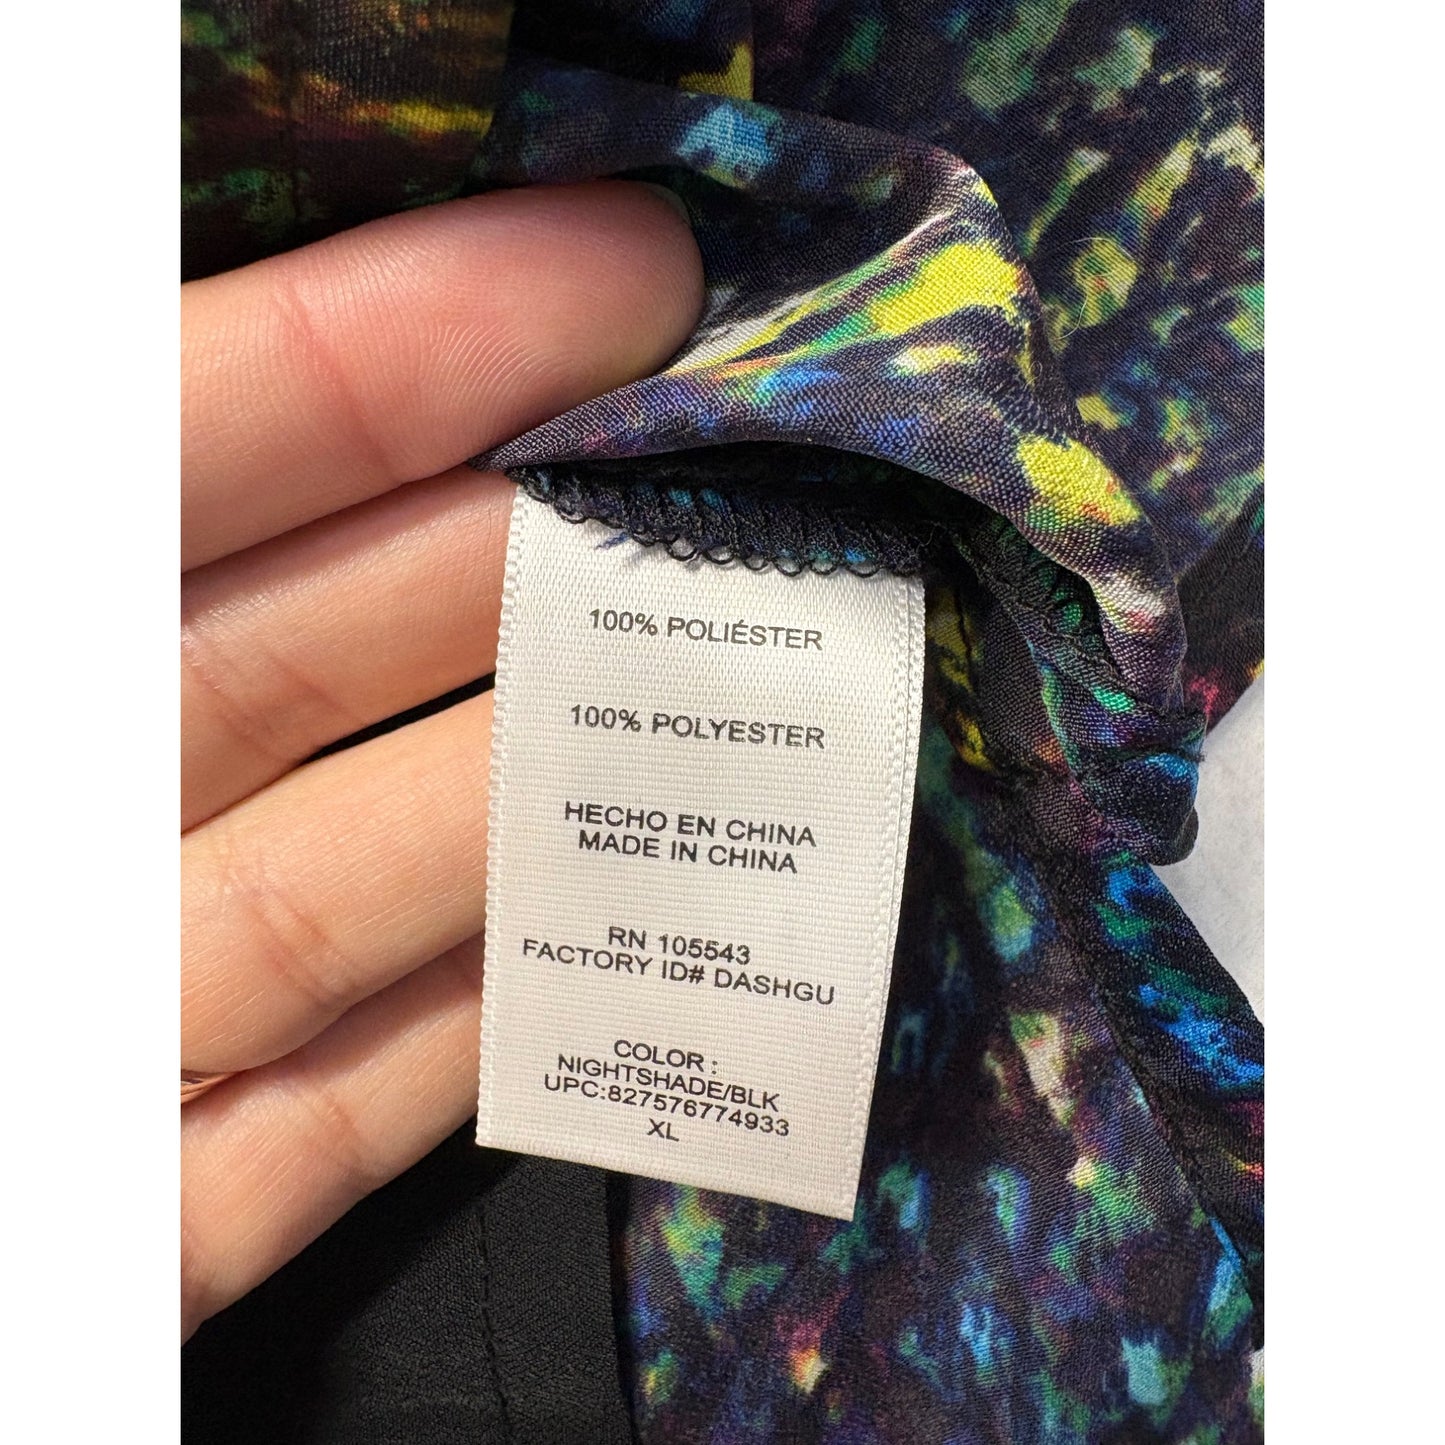 100% POLIÉSTER
100% POLYESTER
HECHO EN CHINA
MADE IN CHINA
RN 105543
FACTORY ID# DASHGU
COLOR :
NIGHTSHADE/BLK
UPC:827576774933
XL